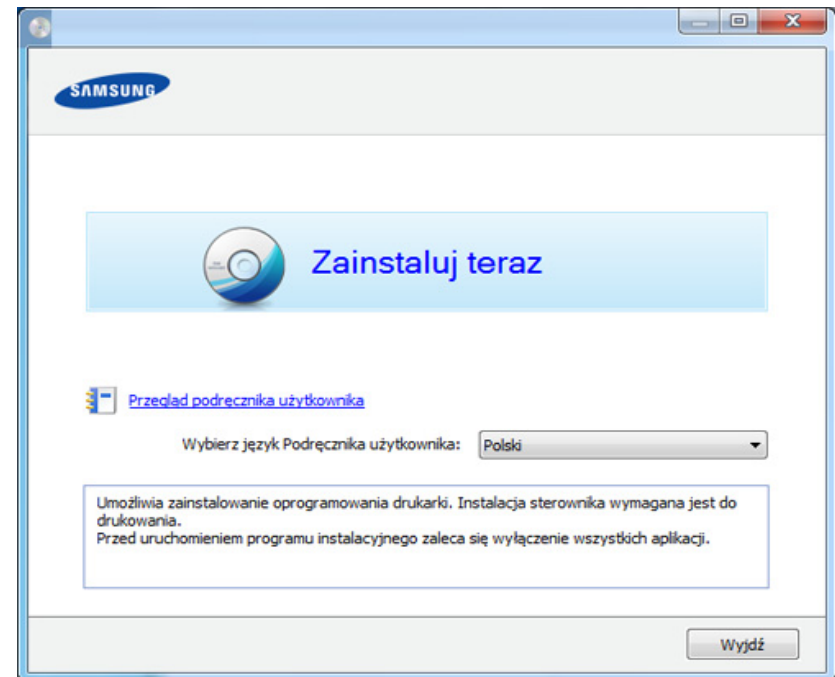 SAMSUNG
Zainstaluj teraz
Przegląd podręcznika użytkownika
Wybierz język Podręcznika użytkownika: Polski
Umożliwia zainstalowanie oprogramowania drukarki. Instalacja sterownika wymagana jest do
drukowania.
Przed uruchomieniem programu instalacyjnego zaleca się wyłączenie wszystkich aplikacji.
Wyjdź